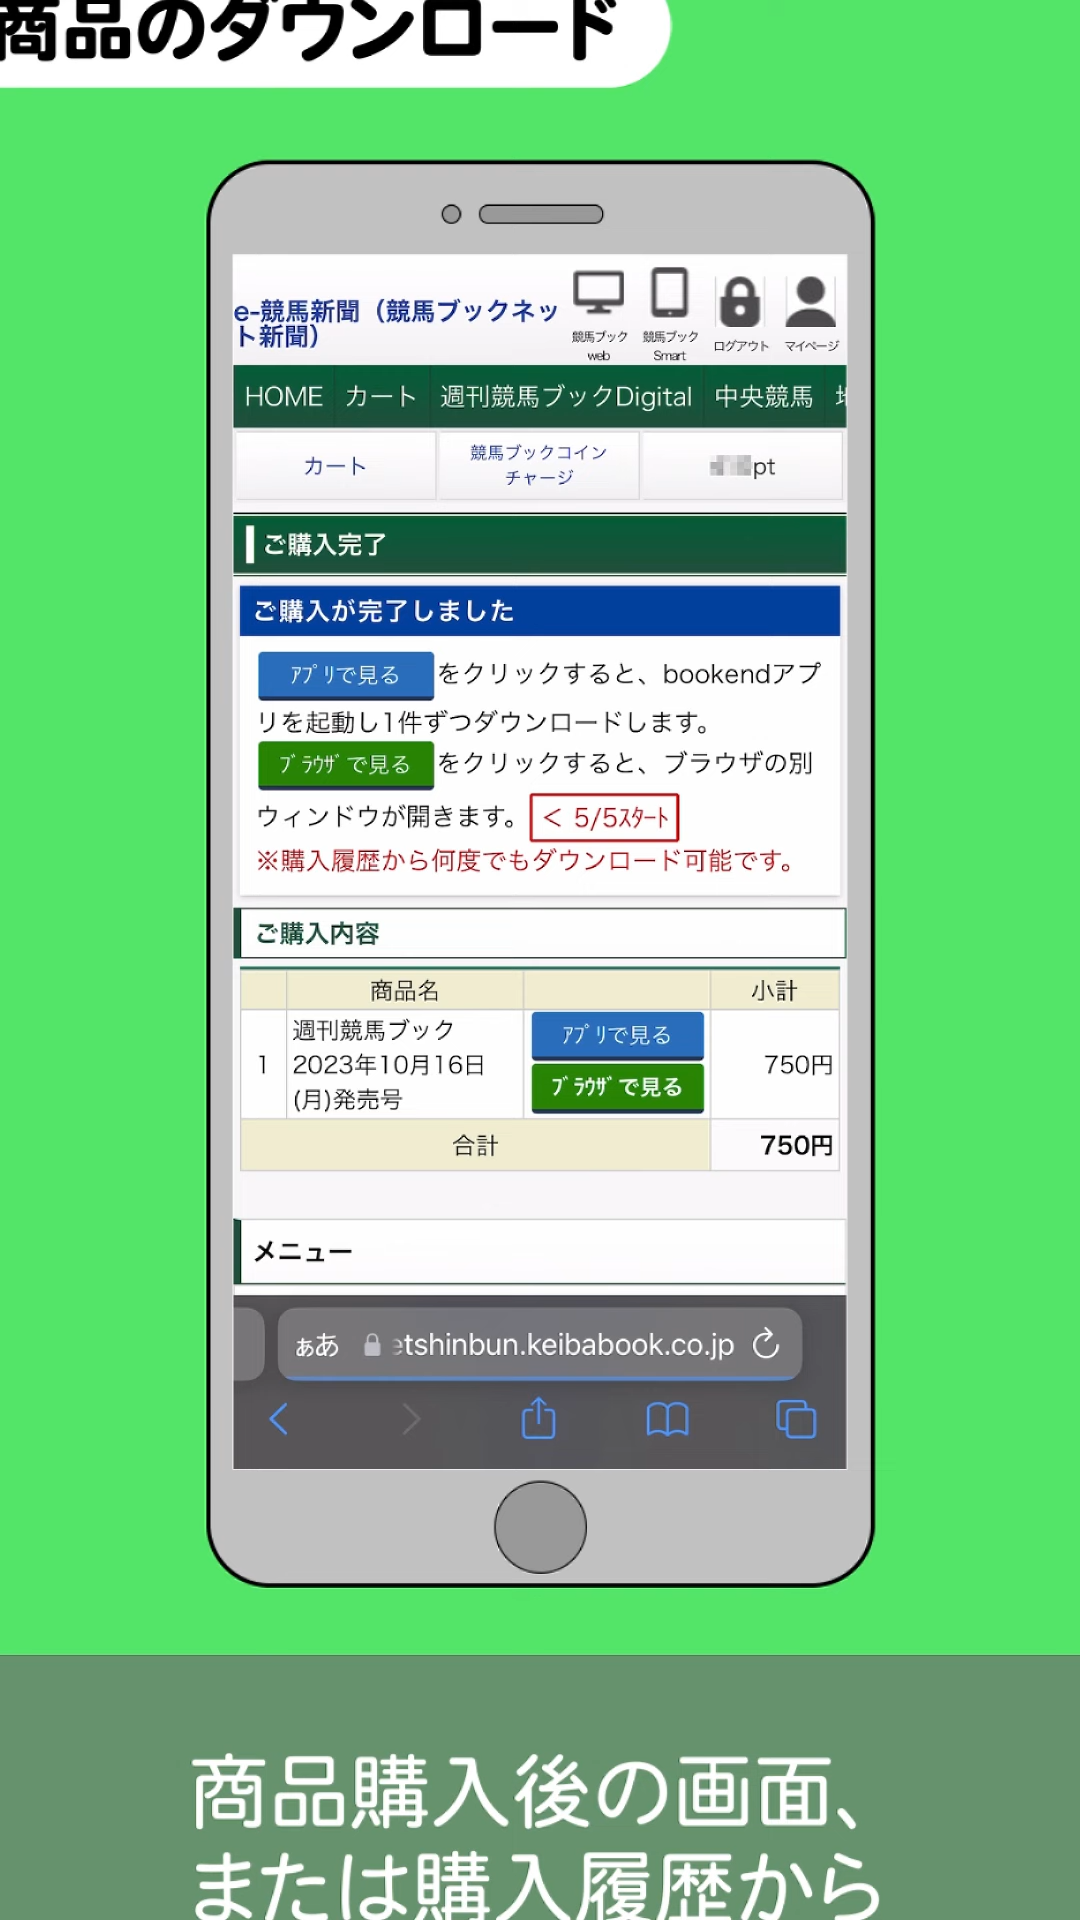 商品のダウンロード
e-競馬新聞（競馬ブックネッ
ト新聞）
競馬ブック
web
競馬ブック
Smart
ログアウト
マイページ
HOME カート 週刊競馬ブックDigital 中央競馬
カート
競馬ブックコイン
チャージ
pt
ご購入完了
ご購入が完了しました
ｱﾌﾟﾘで見る をクリックすると、bookendアプ
リを起動し1件ずつダウンロードします。
ﾌﾞﾗｳｻﾞで見る をクリックすると、ブラウザの別
ウィンドウが開きます。 < 5/5ｽﾀｰﾄ
※購入履歴から何度でもダウンロード可能です。
ご購入内容
商品名 小計
1 週刊競馬ブック
2023年10月16日
(月)発売号
ｱﾌﾟﾘで見る
ﾌﾞﾗｳｻﾞで見る
750円
合計 750円
メニュー
ぁあ etshinbun.keibabook.co.jp
商品購入後の画面、
または購入履歴から